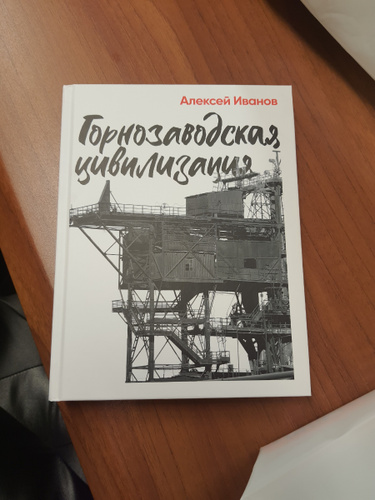 Алексей Иванов
Горнозаводская
цивилизация